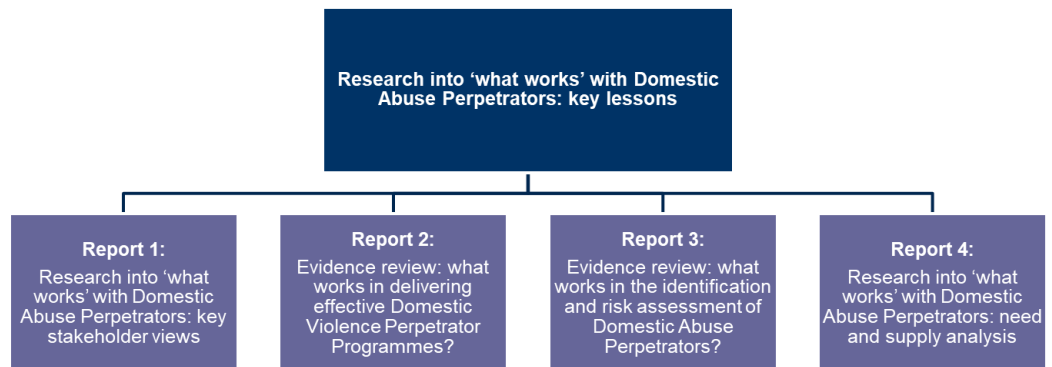 Research into ‘what works’ with Domestic
Abuse Perpetrators: key lessons
Report 1:
Research into ‘what
works’ with Domestic
Abuse Perpetrators: key
stakeholder views
Report 2:
Evidence review: what
works in delivering
effective Domestic
Violence Perpetrator
Programmes?
Report 3:
Evidence review: what
works in the identification
and risk assessment of
Domestic Abuse
Perpetrators?
Report 4:
Research into ‘what
works’ with Domestic
Abuse Perpetrators: need
and supply analysis